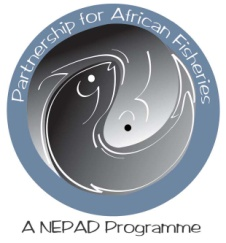 Partnership for African Fisheries
A NEPAD Programme